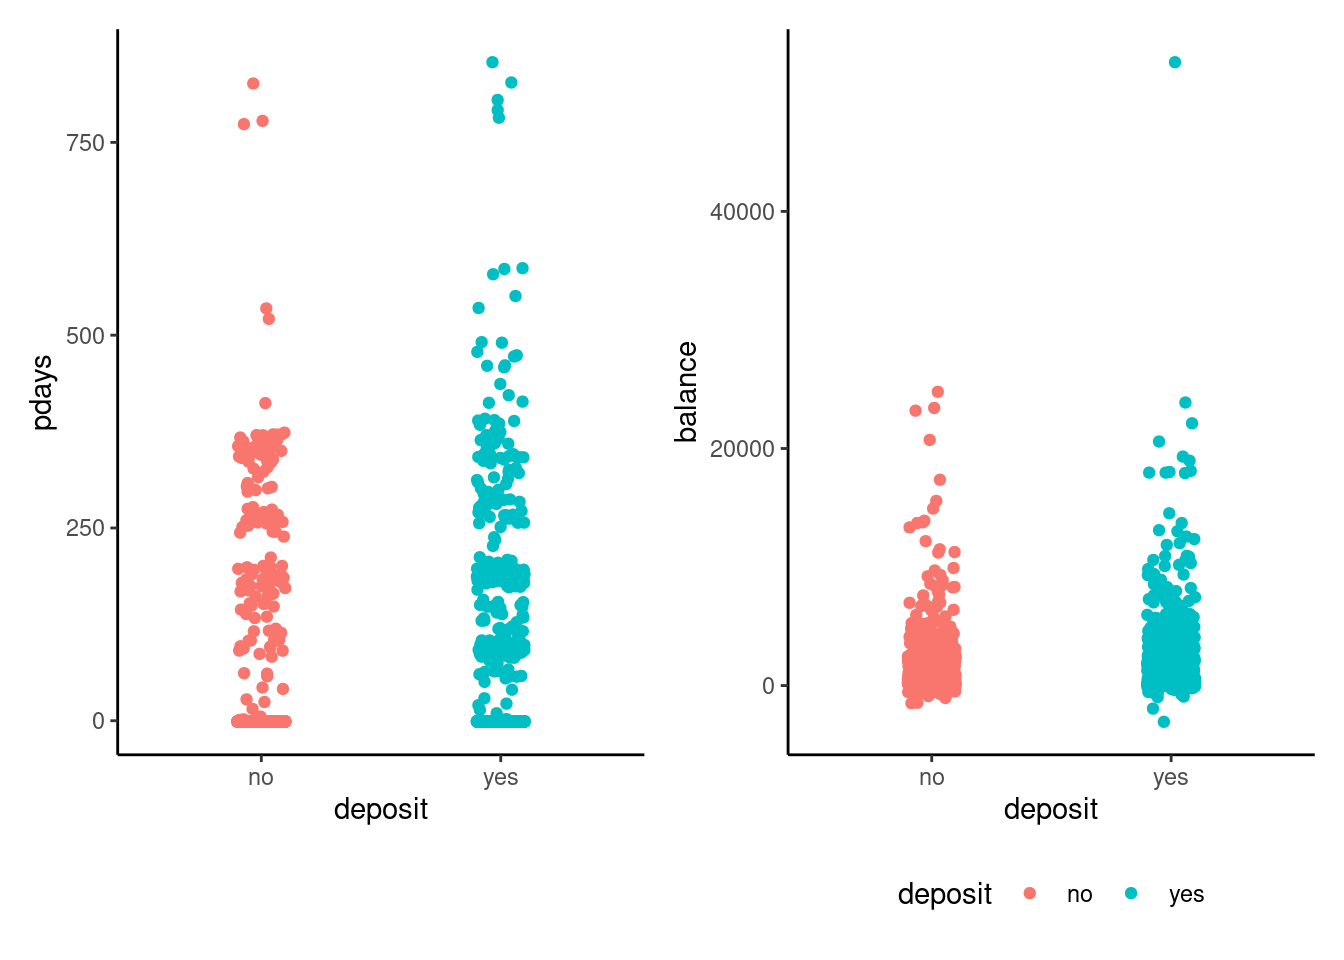 pdays
750
500
250
0
no yes
deposit
balance
40000
20000
0
no yes
deposit
deposit no yes